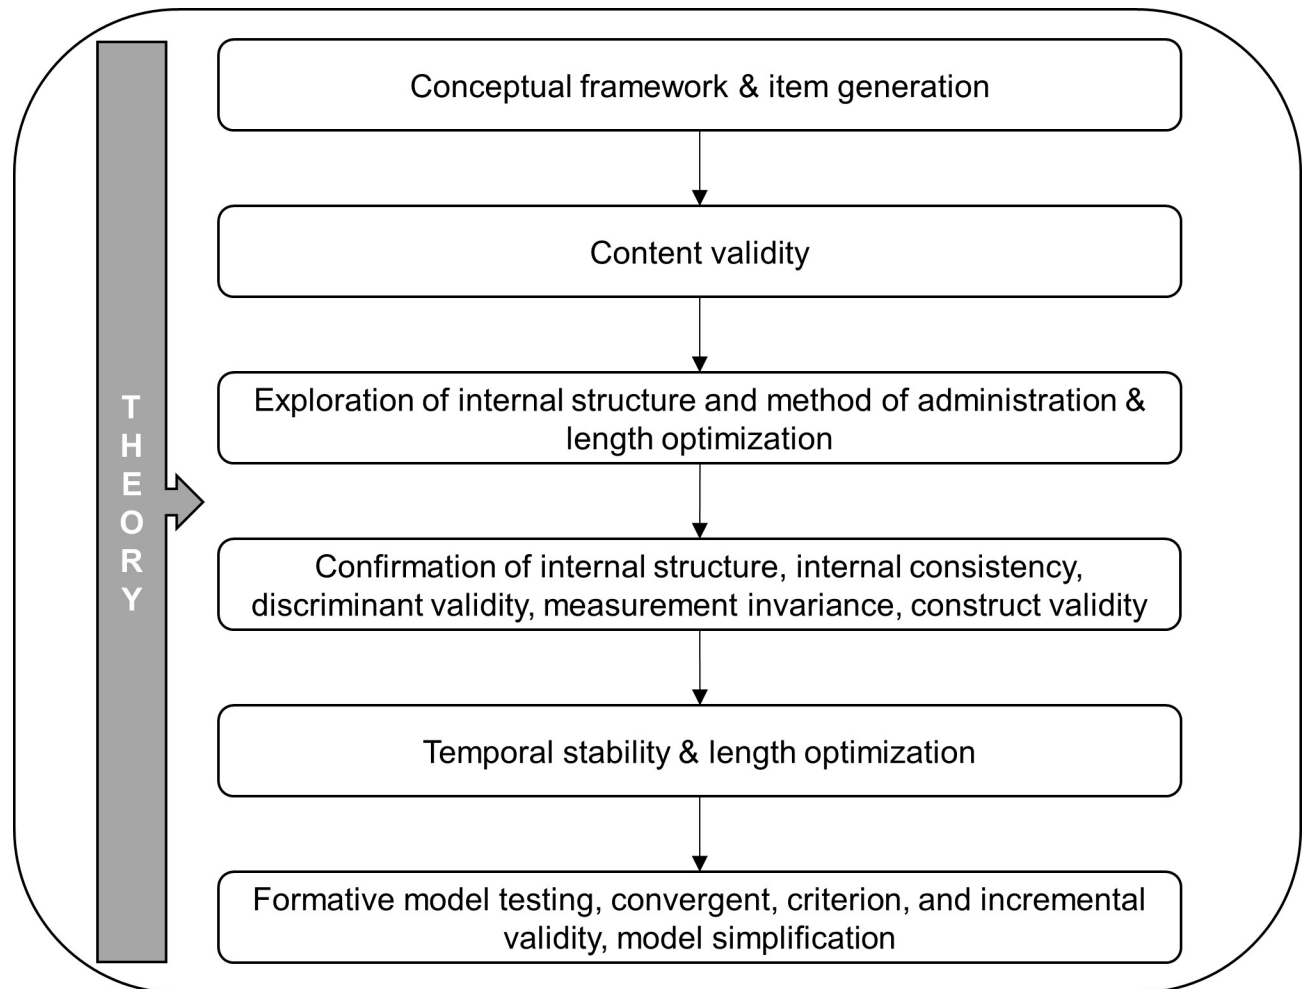 Conceptual framework & item generation
Content validity
Exploration of internal structure and method of administration &
length optimization
THEORY
Confirmation of internal structure, internal consistency,
discriminant validity, measurement invariance, construct validity
Temporal stability & length optimization
Formative model testing, convergent, criterion, and incremental
validity, model simplification